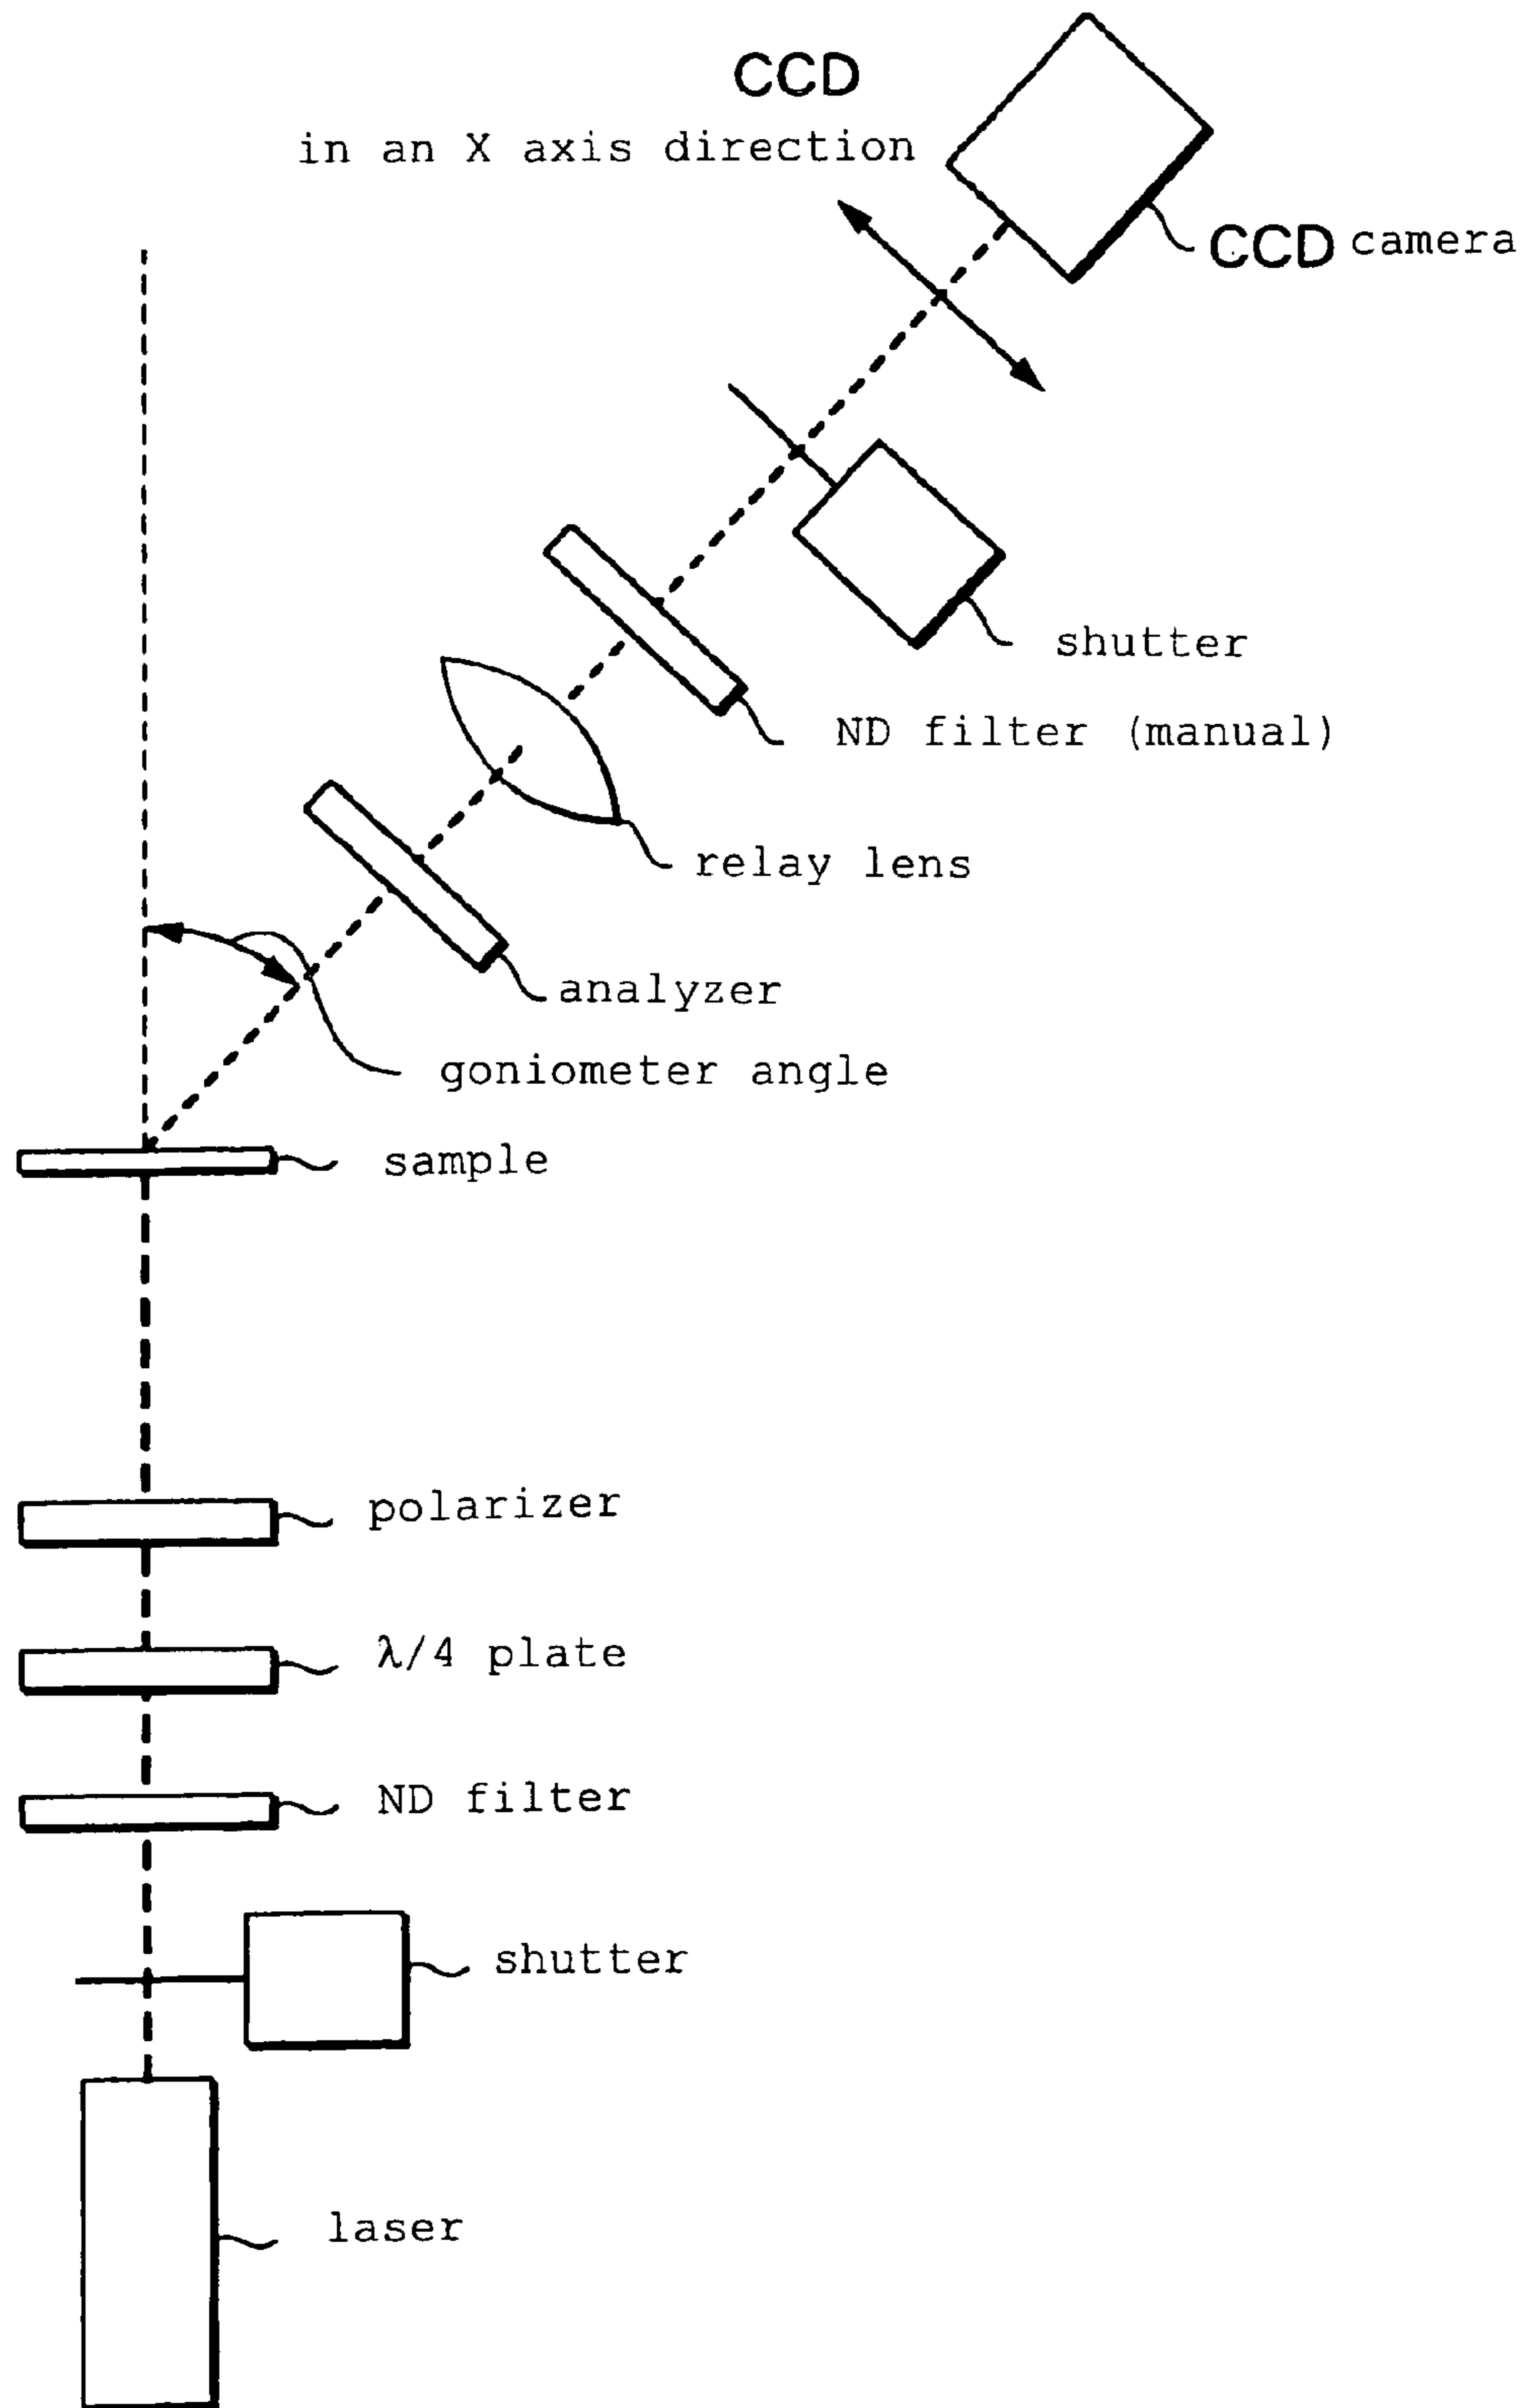 CCD
in an X axis direction
CCD camera
shutter
ND filter (manual)
relay lens
analyzer
goniometer angle
sample
polarizer
λ/4 plate
ND filter
shutter
laser